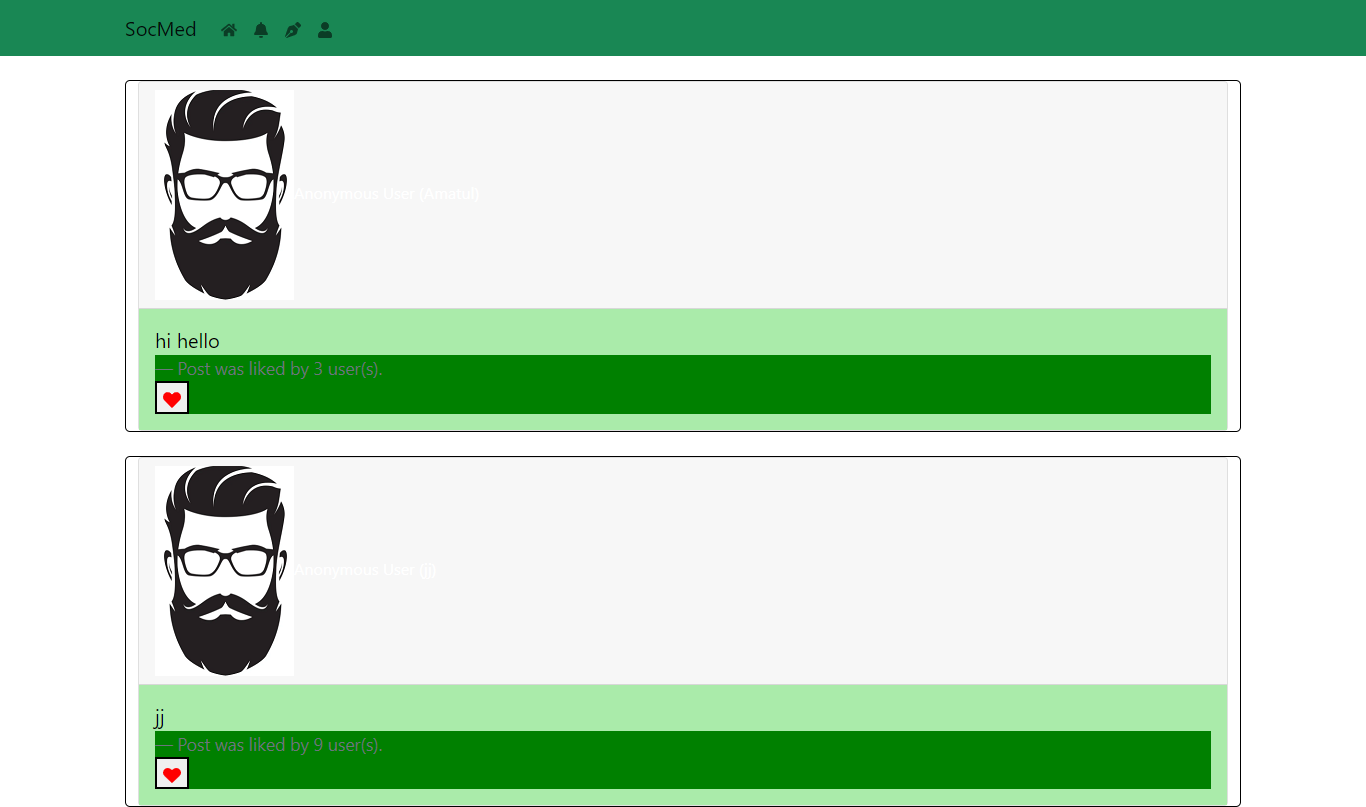 SocMed
Anonymous User (Amatul)
hi hello
— Post was liked by 3 user(s).
Anonymous User (jj)
jj
— Post was liked by 9 user(s).